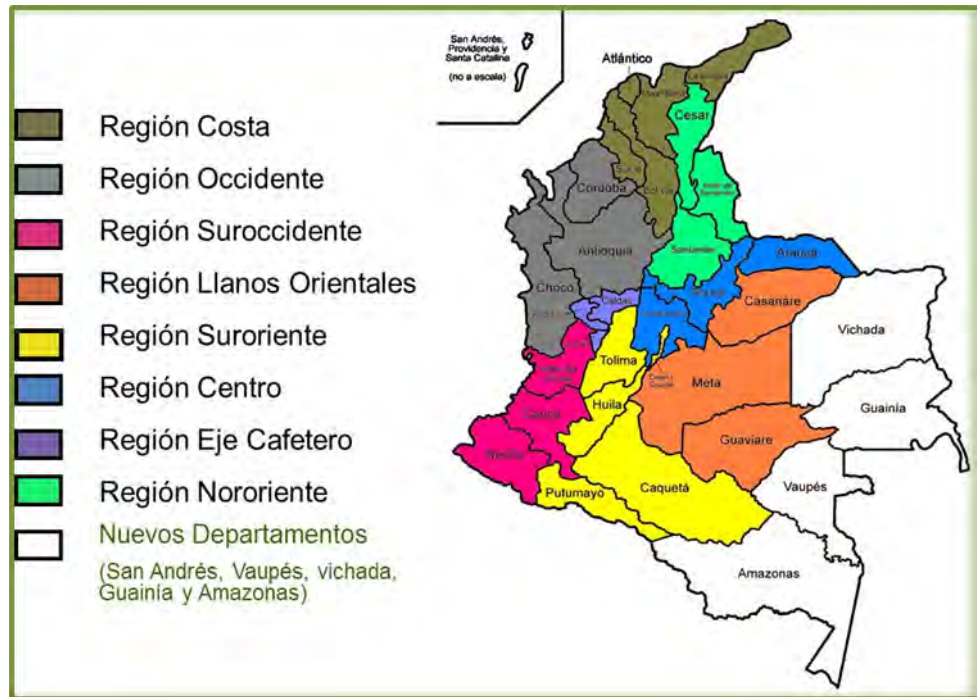 San Andrés,
Providencia y
Santa Catalina
(no a escala)
Región Costa
Región Occidente
Región Suroccidente
Región Llanos Orientales
Región Suroriente
Región Centro
Región Eje Cafetero
Región Nororiente
Nuevos Departamentos
(San Andrés, Vaupés, vichada,
Guainía y Amazonas)
Atlántico
Cesar
Córdoba
Antioquia
Santander
Arauca
Chocó
Caldas
Casanare
Vichada
Tolima
Meta
Guainía
Huila
Cauca
Guaviare
Nariño
Caquetá
Vaupés
Putumayo
Amazonas